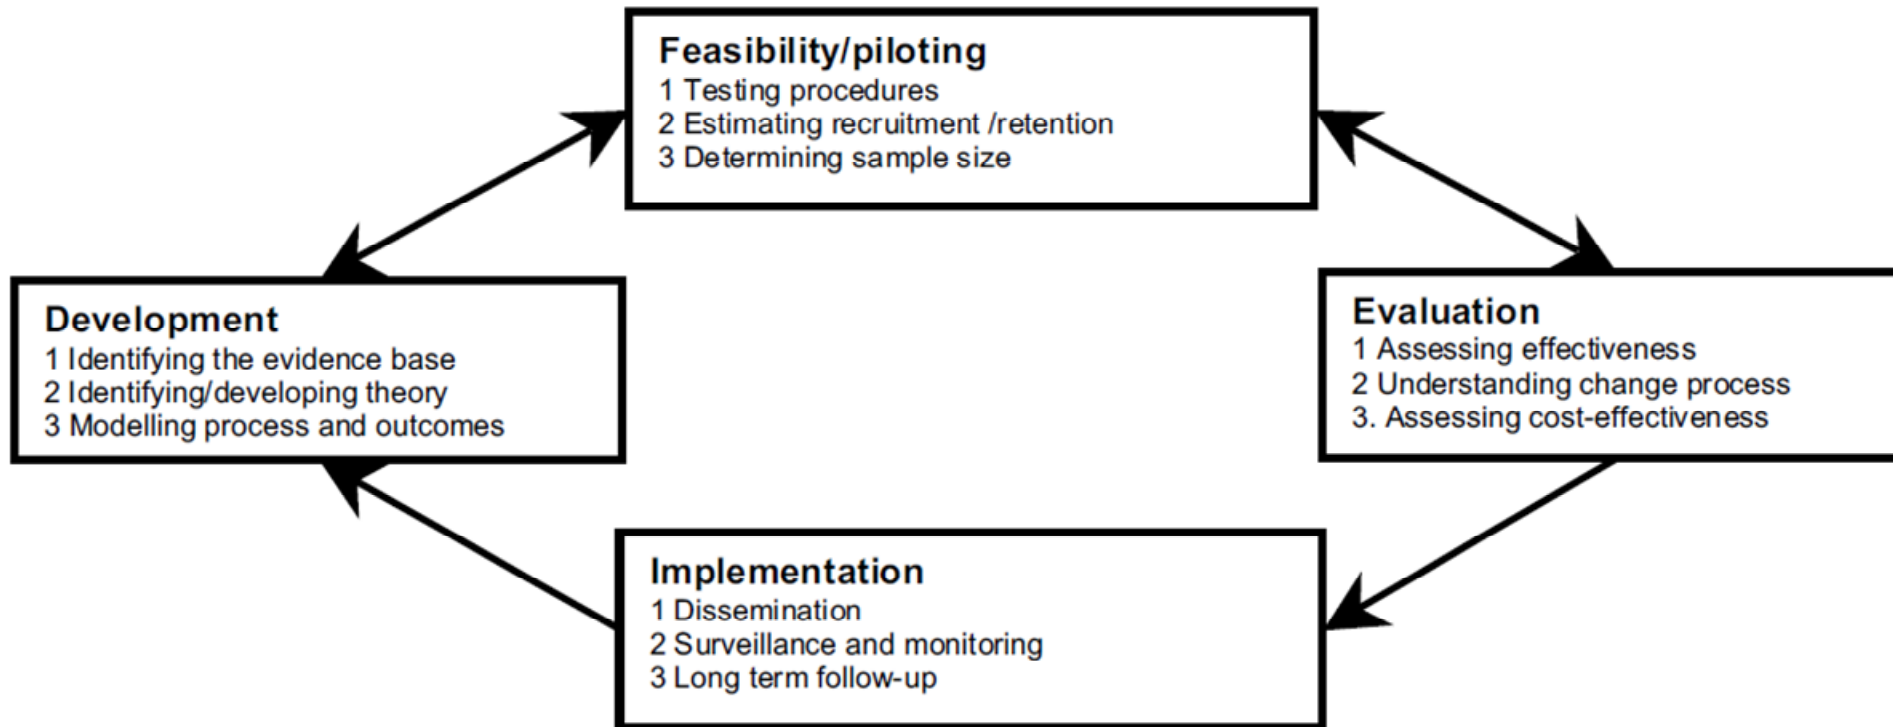 Feasibility/piloting
1 Testing procedures
2 Estimating recruitment /retention
3 Determining sample size
Development
1 Identifying the evidence base
2 Identifying/developing theory
3 Modelling process and outcomes
Evaluation
1 Assessing effectiveness
2 Understanding change process
3. Assessing cost-effectiveness
Implementation
1 Dissemination
2 Surveillance and monitoring
3 Long term follow-up